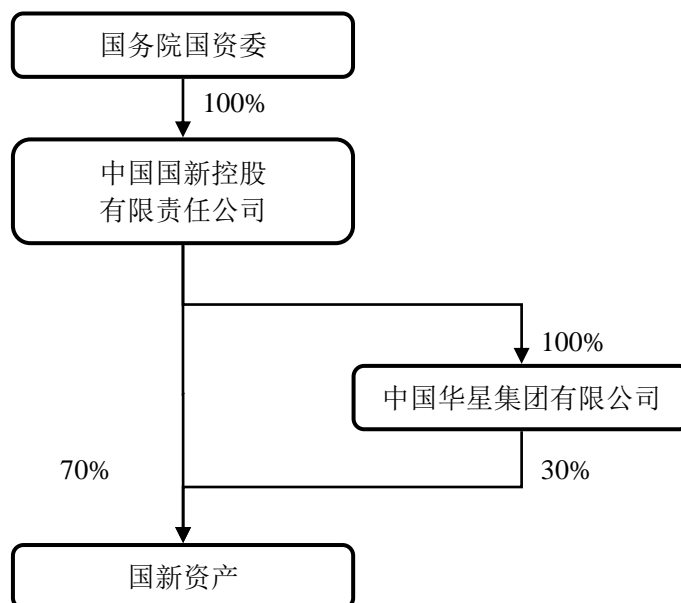 国务院国资委
100%
中国国新控股
有限责任公司
100%
中国华星集团有限公司
70%
30%
国新资产